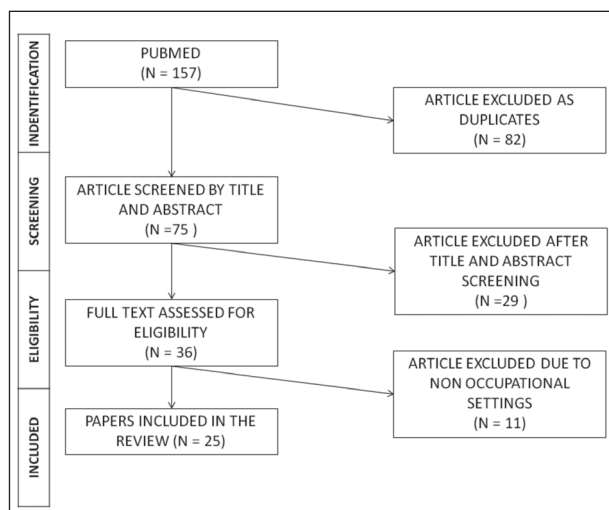 INDENTIFICATION
PUBMED
(N = 157)
ARTICLE EXCLUDED AS
DUPLICATES
(N = 82)
SCREENING
ARTICLE SCREENED BY TITLE
AND ABSTRACT
(N =75 )
ARTICLE EXCLUDED AFTER
TITLE AND ABSTRACT
SCREENING
(N =29 )
ELIGIBILITY
FULL TEXT ASSESSED FOR
ELIGIBILITY
(N = 36)
ARTICLE EXCLUDED DUE TO
NON OCCUPATIONAL
SETTINGS
(N = 11)
INCLUDED
PAPERS INCLUDED IN THE
REVIEW (N = 25)